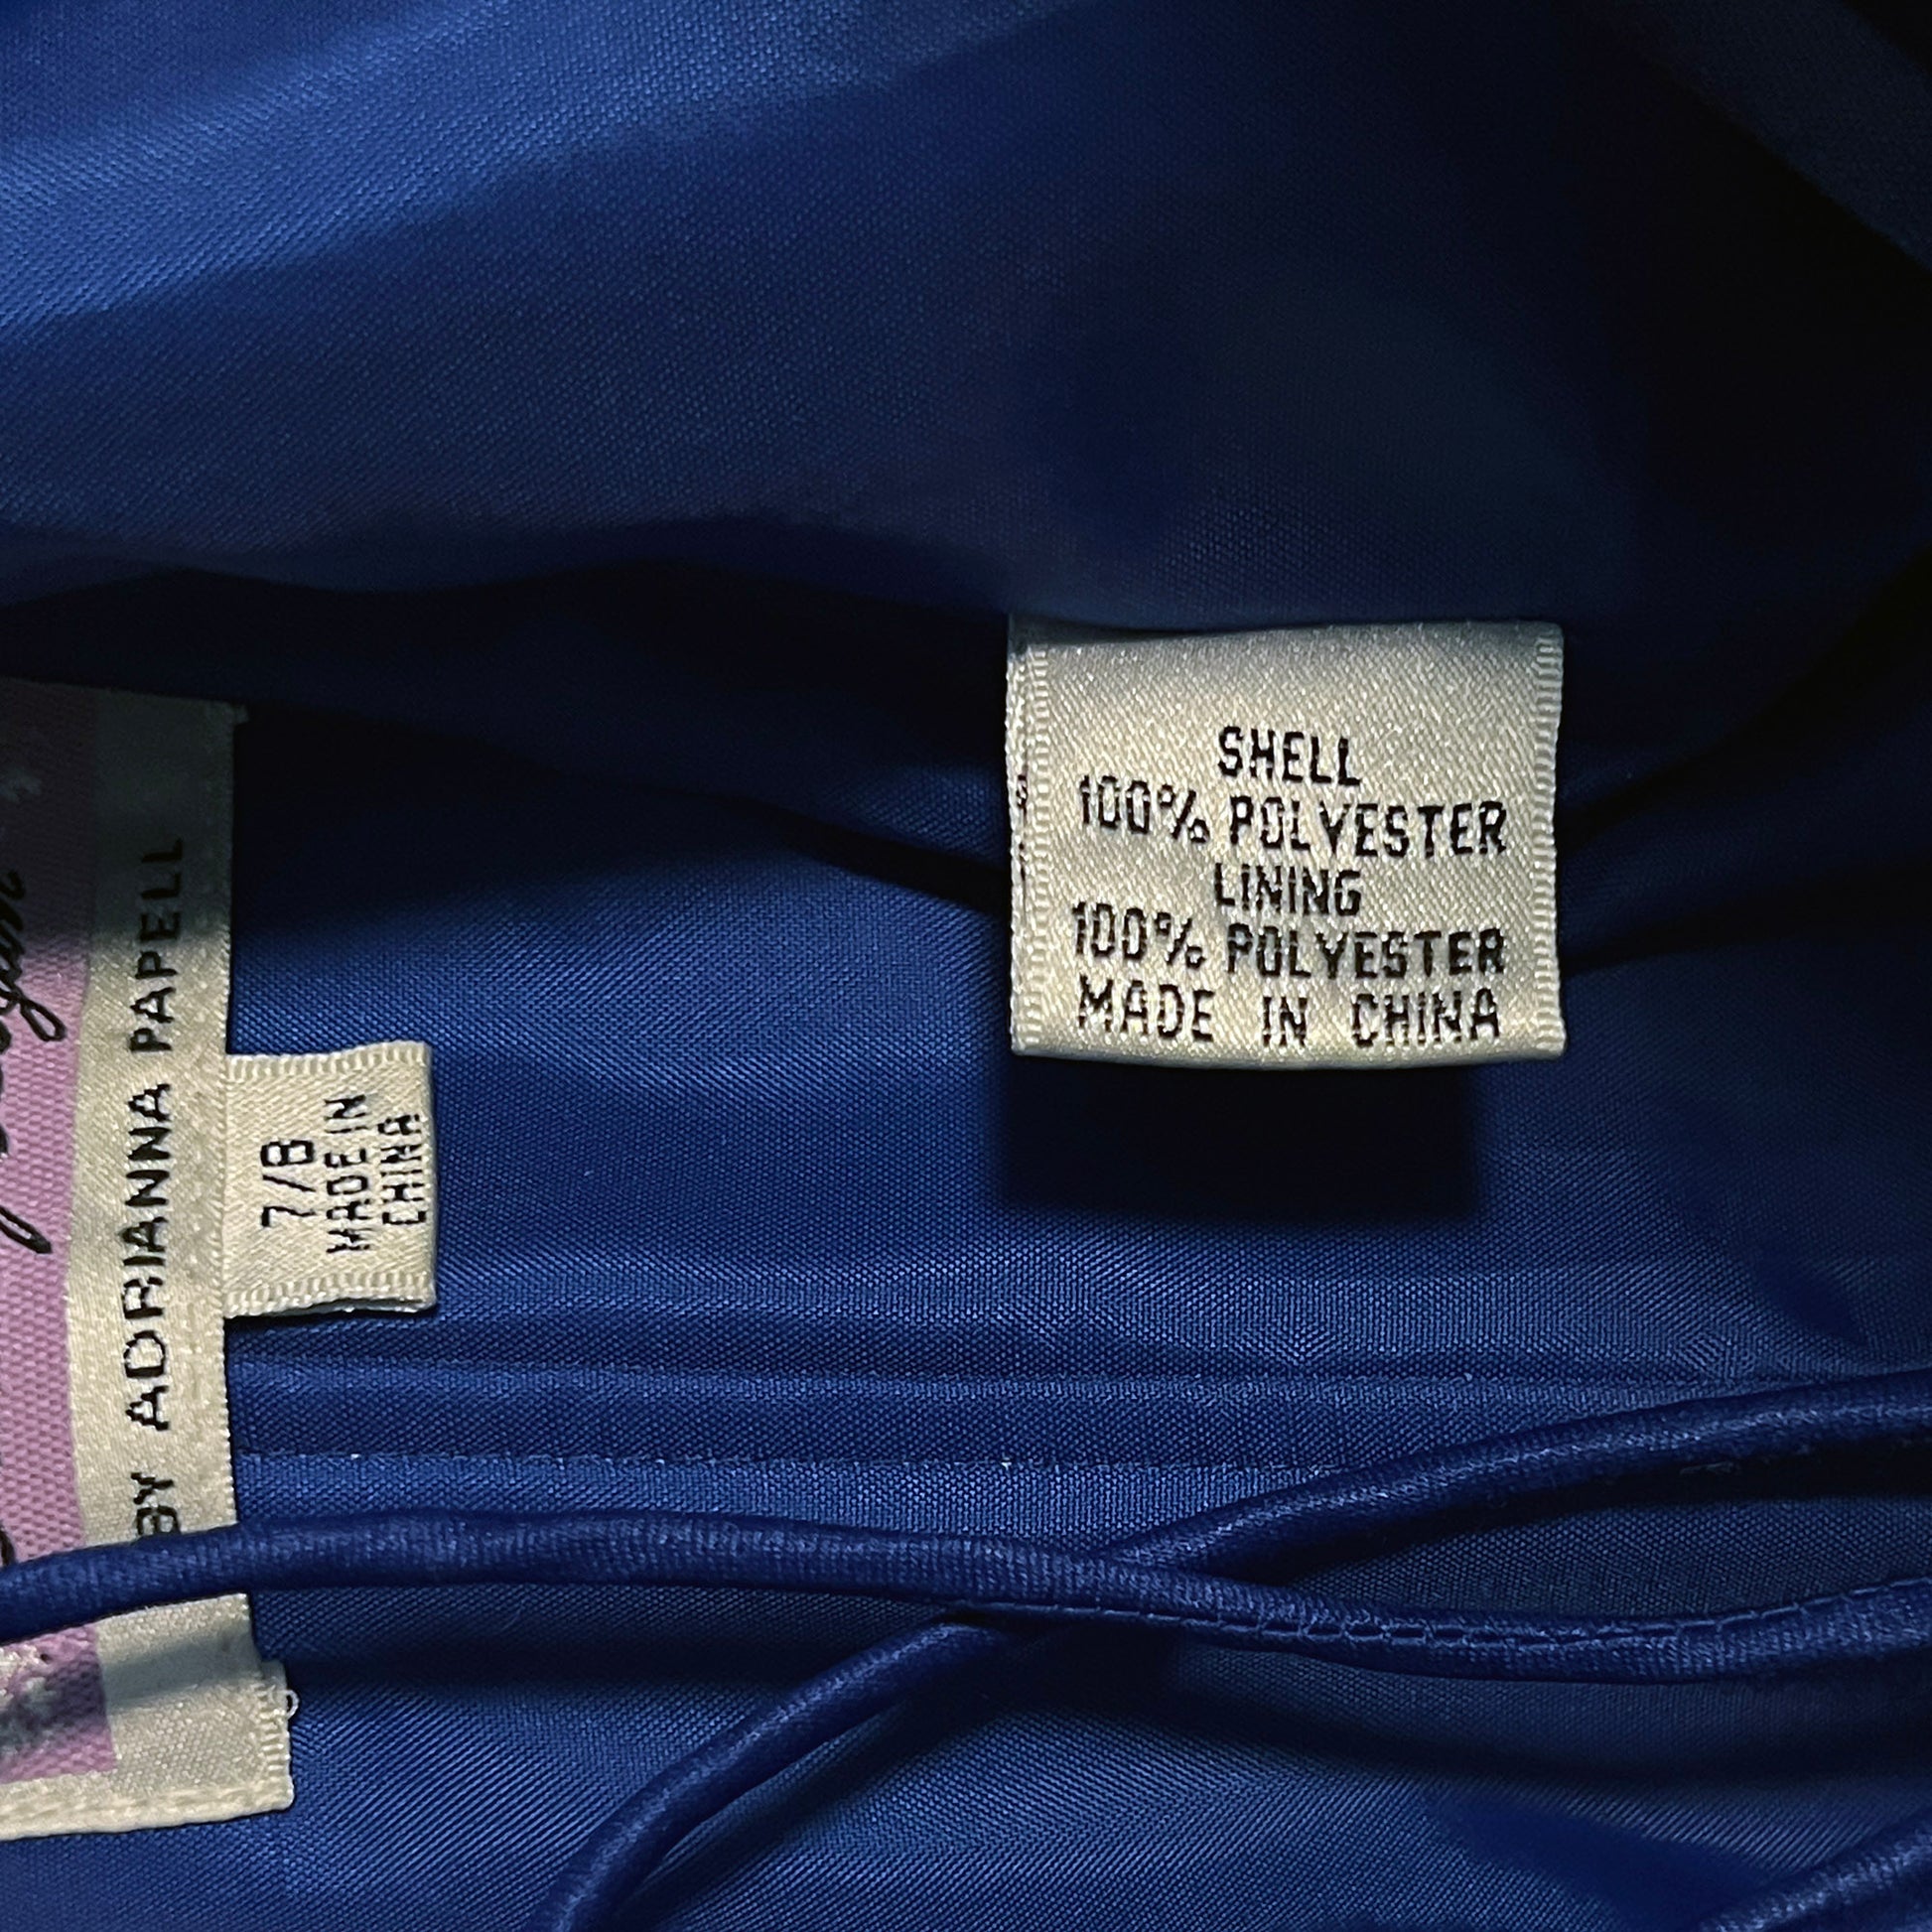 BY ADRIANNA PAPELL
7/8
MADE IN
CHINA
SHELL
100% POLYESTER
LINING
100% POLYESTER
MADE IN CHINA